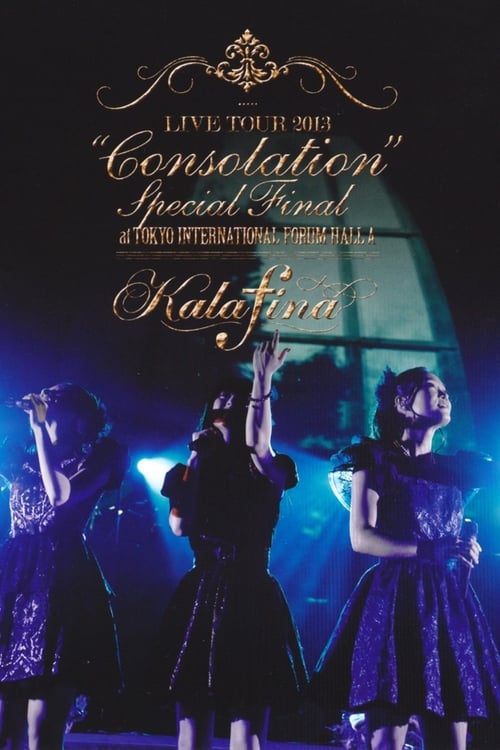 LIVE TOUR 2013
“Consolation”
Special Final
at TOKYO INTERNATIONAL FORUM HALL A
Kalafina